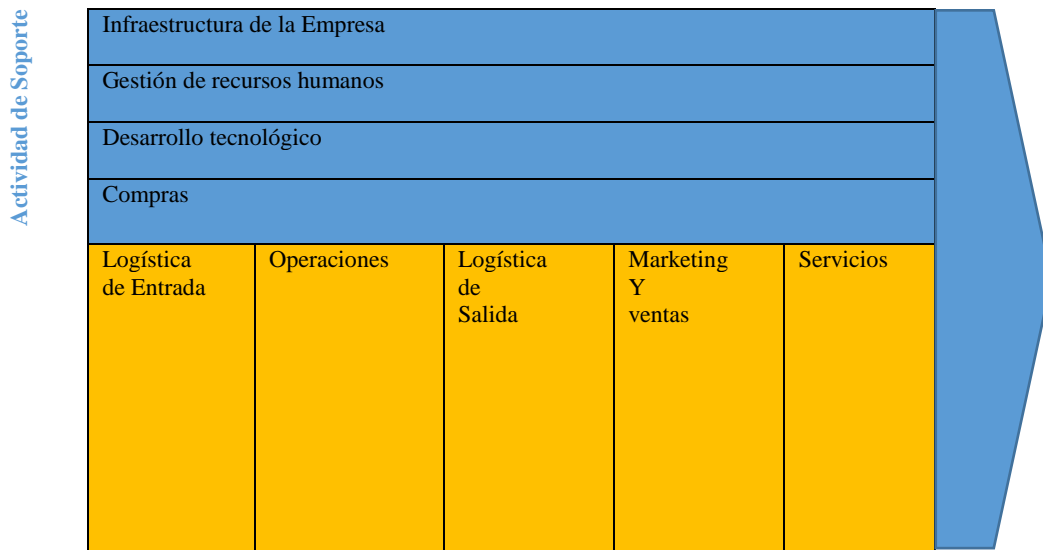 Actividad de Soporte
Infraestructura de la Empresa
Gestión de recursos humanos
Desarrollo tecnológico
Compras
Logística
de Entrada
Operaciones
Logística
de
Salida
Marketing
Y
ventas
Servicios